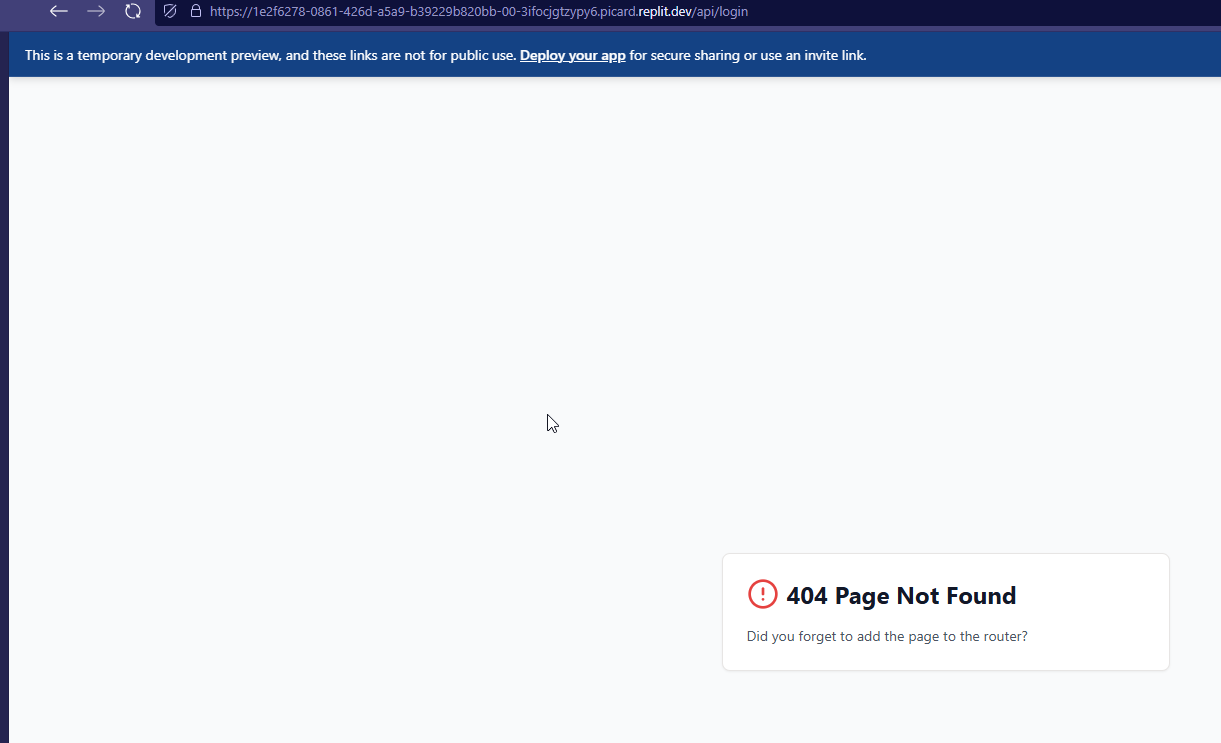 https://1e2f6278-0861-426d-a5a9-b39229b820bb-00-3ifocjgtzypy6.picard.replit.dev/api/login
This is a temporary development preview, and these links are not for public use. Deploy your app for secure sharing or use an invite link.
404 Page Not Found
Did you forget to add the page to the router?